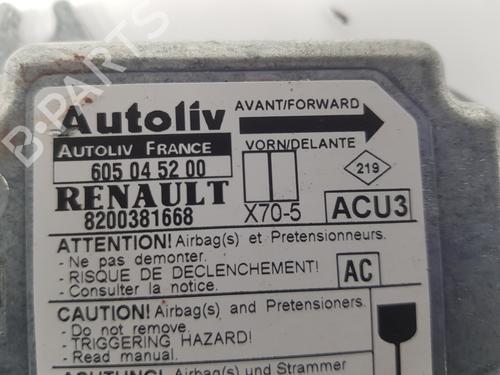 B-PARTS
Autoliv
AVANT/FORWARD
AUTOLIV FRANCE
VORN/DELANTE
605 04 52 00
219
RENAULT
8200381668
X70-5
ACU3
ATTENTION! Airbag(s) et Pretensionneurs.
- Ne pas demonter.
- RISQUE DE DECLENCHEMENT!
- Consulter la notice.
AC
CAUTION! Airbag(s) and Pretensioners.
- Do not remove.
- TRIGGERING HAZARD!
- Read manual.
ACHTUNG! Airbag(s) und Strammer